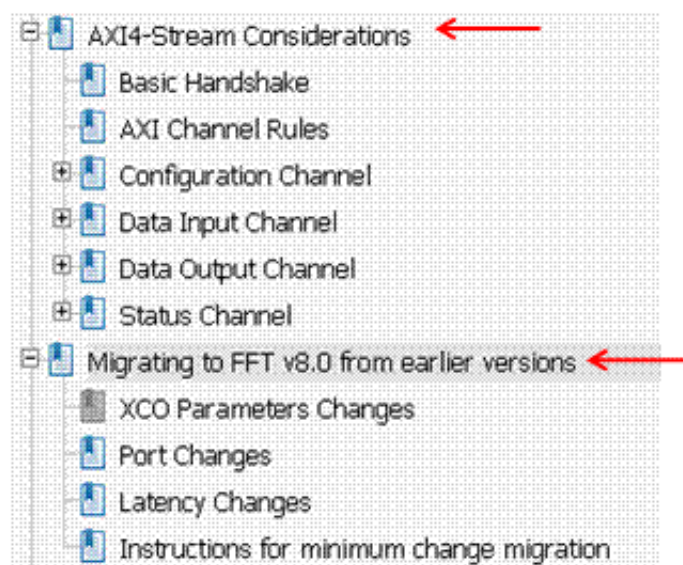 AXI4-Stream Considerations
Basic Handshake
AXI Channel Rules
Configuration Channel
Data Input Channel
Data Output Channel
Status Channel
Migrating to FFT v8.0 from earlier versions
XCO Parameters Changes
Port Changes
Latency Changes
Instructions for minimum change migration